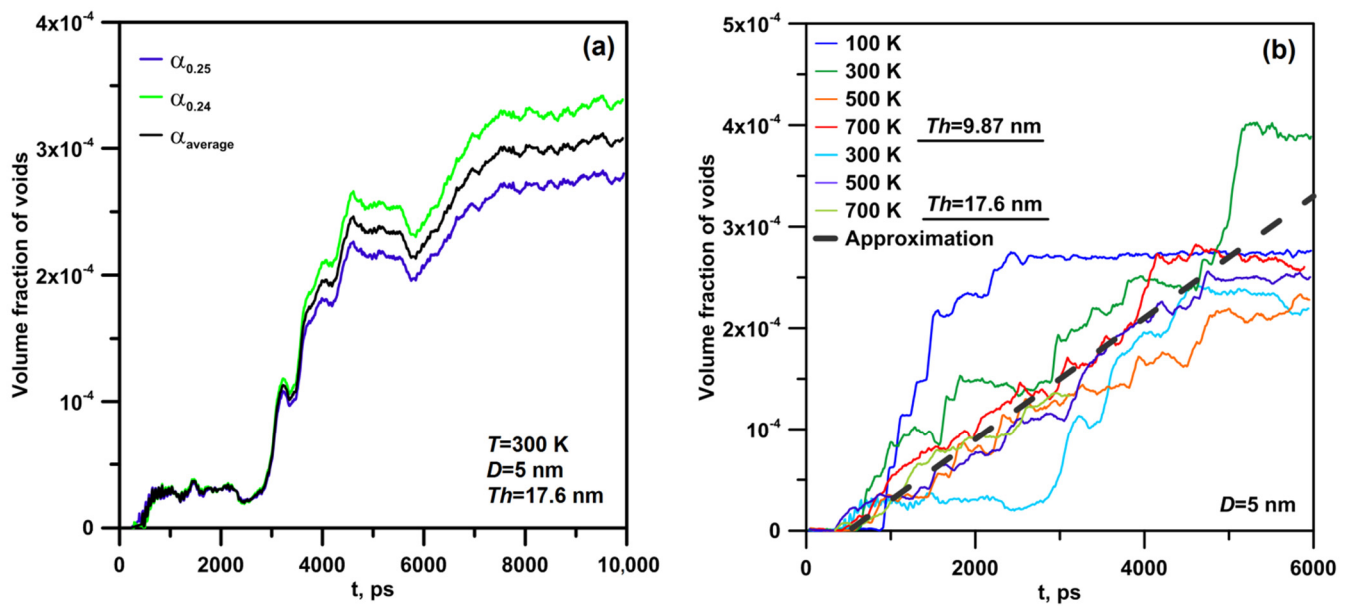 (a)
4x10-4
3x10-4
2x10-4
10-4
0
Volume fraction of voids
α0.25
α0.24
αaverage
T=300 K
D=5 nm
Th=17.6 nm
0 2000 4000 6000 8000 10,000
t, ps
(b)
5x10-4
4x10-4
3x10-4
2x10-4
10-4
0
Volume fraction of voids
100 K
300 K
500 K
700 K Th=9.87 nm
300 K
500 K
700 K Th=17.6 nm
Approximation
D=5 nm
0 2000 4000 6000
t, ps